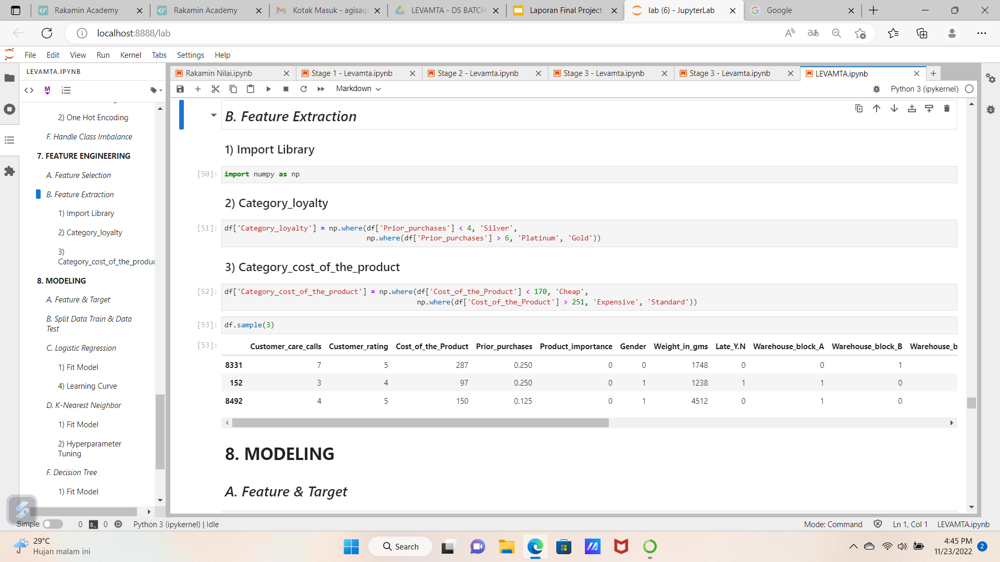 Rakamin Academy
Rakamin Academy
Kotak Masuk - agisaq
LEVAMTA - DS BATCH
Laporan Final Project
lab (6) - JupyterLab
Google
localhost:8888/lab
File Edit View Run Kernel Tabs Settings Help
LEVAMTA.IPYNB
2) One Hot Encoding
F. Handle Class Imbalance
7. FEATURE ENGINEERING
A. Feature Selection
B. Feature Extraction
1) Import Library
2) Category_loyalty
3)
Category_cost_of_the_produc
8. MODELING
A. Feature & Target
B. Split Data Train & Data
Test
C. Logistic Regression
1) Fit Model
4) Learning Curve
D. K-Nearest Neighbor
1) Fit Model
2) Hyperparameter
Tuning
F. Decision Tree
1) Fit Model
Rakamin Nilai.ipynb
Stage 1 - Levamta.ipynb
Stage 2 - Levamta.ipynb
Stage 3 - Levamta.ipynb
Stage 3 - Levamta.ipynb
LEVAMTA.ipynb
Markdown
Python 3 (ipykernel)
B. Feature Extraction
1) Import Library
[50]: import numpy as np
2) Category_loyalty
[51]: df['Category_loyalty'] = np.where(df['Prior_purchases'] < 4, 'Silver',
np.where(df['Prior_purchases'] > 6, 'Platinum', 'Gold'))
3) Category_cost_of_the_product
[52]: df['Category_cost_of_the_product'] = np.where(df['Cost_of_the_Product'] < 170, 'Cheap',
np.where(df['Cost_of_the_Product'] > 251, 'Expensive', 'Standard'))
[53]: df.sample(3)
[53]: Customer_care_calls Customer_rating Cost_of_the_Product Prior_purchases Product_importance Gender Weight_in_gms Late_Y.N Warehouse_block_A Warehouse_block_B Warehouse_b
8331 7 5 287 0.250 0 0 1748 0 0 1
152 3 4 97 0.250 0 1 1238 1 1 0
8492 4 5 150 0.125 0 1 4512 0 1 0
8. MODELING
A. Feature & Target
Simple 0 0 Python 3 (ipykernel) | Idle Mode: Command Ln 1, Col 1 LEVAMTA.ipynb
29°C
Hujan malam ini
Search
4:45 PM
11/23/2022
2